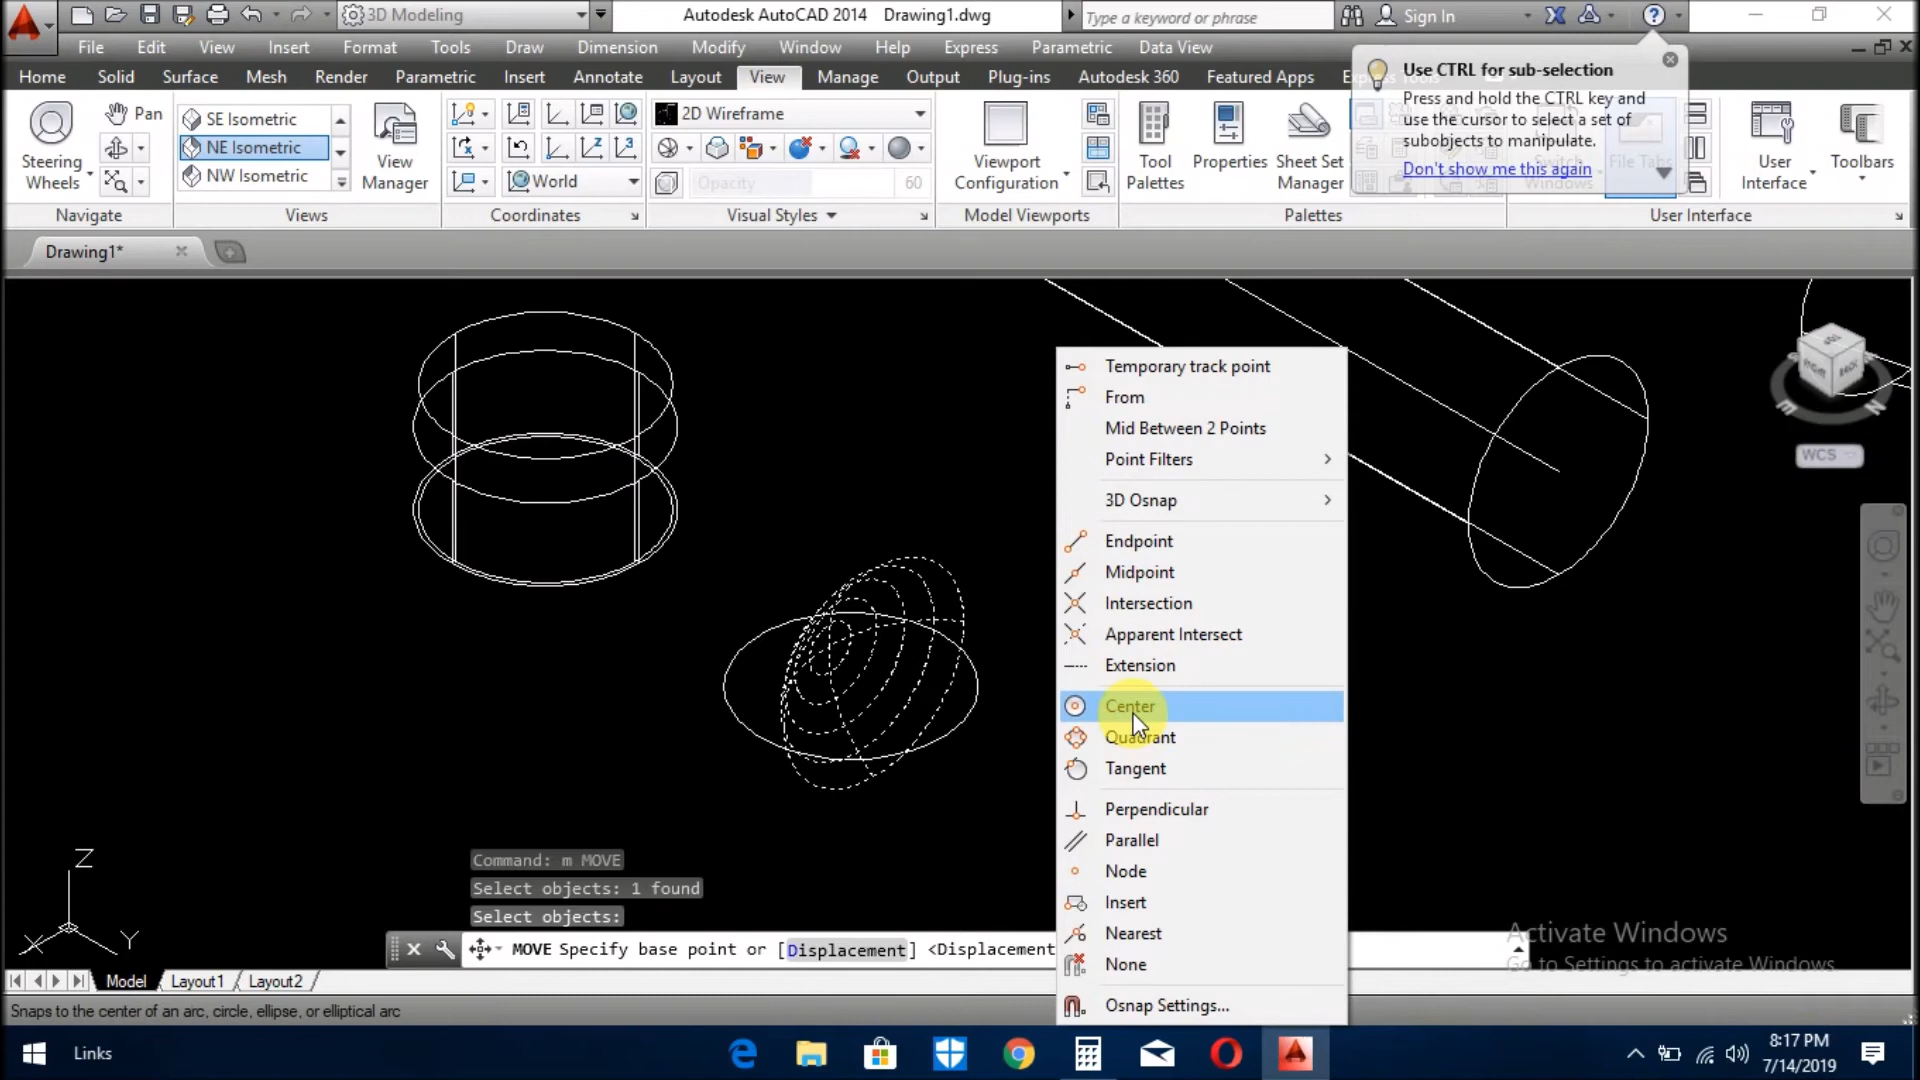 3D Modeling
Autodesk AutoCAD 2014 Drawing1.dwg
Type a keyword or phrase
Sign In
File Edit View Insert Format Tools Draw Dimension Modify Window Help Express Parametric Data View
Home Solid Surface Mesh Render Parametric Insert Annotate Layout View Manage Output Plug-ins Autodesk 360 Featured Apps
Use CTRL for sub-selection
Press and hold the CTRL key and
use the cursor to select a set of
subobjects to manipulate.
Don't show me this again
Steering
Wheels
Pan
SE Isometric
NE Isometric
NW Isometric
View
Manager
World
2D Wireframe
Opacity 60
Viewport
Configuration
Tool
Palettes
Properties
Sheet Set
Manager
Switch
Windows
File Tabs
User
Interface
Toolbars
Navigate Views Coordinates Visual Styles Model Viewports Palettes User Interface
Drawing1*
WCS
Temporary track point
From
Mid Between 2 Points
Point Filters
3D Osnap
Endpoint
Midpoint
Intersection
Apparent Intersect
Extension
Center
Quadrant
Tangent
Perpendicular
Parallel
Node
Insert
Nearest
None
Osnap Settings...
Z
X
Y
Command: m MOVE
Select objects: 1 found
Select objects:
MOVE Specify base point or [Displacement] <Displacement
Activate Windows
Go to Settings to activate Windows.
Model Layout1 Layout2
Snaps to the center of an arc, circle, ellipse, or elliptical arc
Links
8:17 PM
7/14/2019